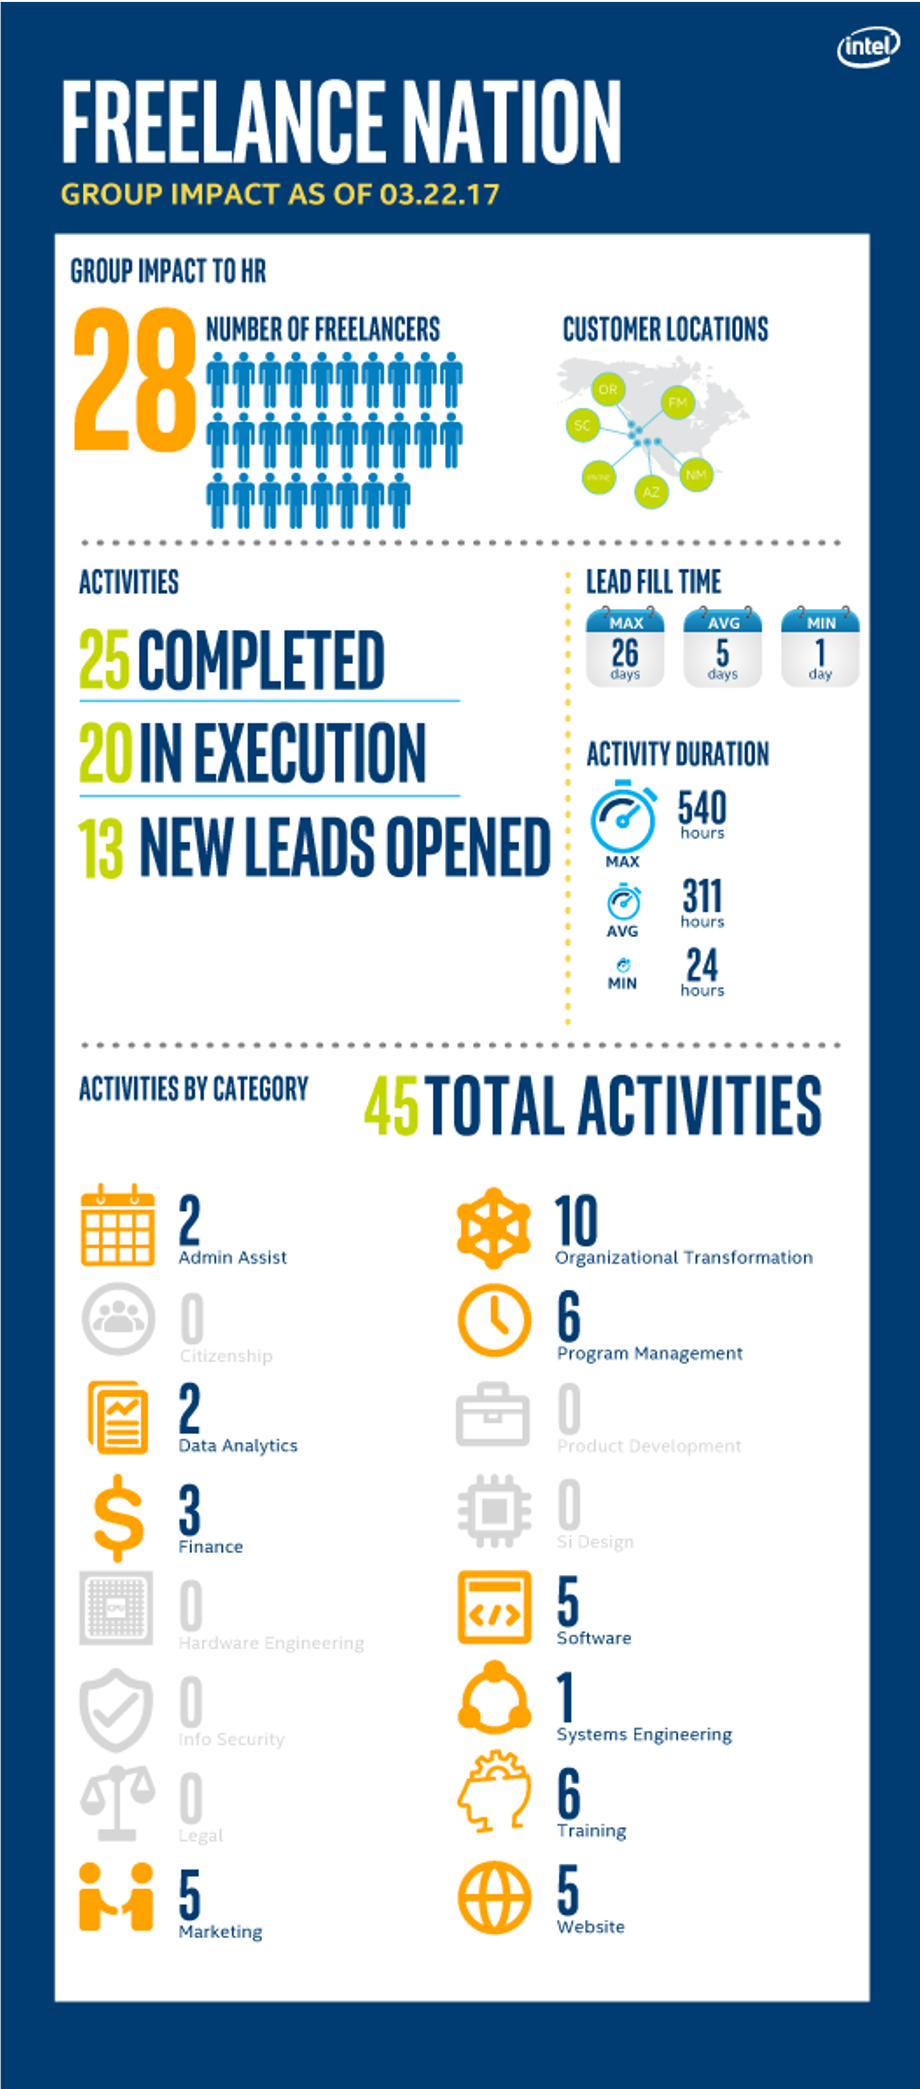 intel
FREELANCE NATION
GROUP IMPACT AS OF 03.22.17
GROUP IMPACT TO HR
28
NUMBER OF FREELANCERS
CUSTOMER LOCATIONS
OR
FM
SC
NM
AZ
ACTIVITIES
25 COMPLETED
20 IN EXECUTION
13 NEW LEADS OPENED
LEAD FILL TIME
MAX
26
days
AVG
5
days
MIN
1
day
ACTIVITY DURATION
540
hours
MAX
311
hours
AVG
24
hours
MIN
ACTIVITIES BY CATEGORY
45 TOTAL ACTIVITIES
2
Admin Assist
0
Citizenship
2
Data Analytics
3
Finance
CPU
0
Hardware Engineering
0
Info Security
0
Legal
5
Marketing
10
Organizational Transformation
6
Program Management
0
Product Development
0
Si Design
</>
5
Software
1
Systems Engineering
6
Training
5
Website